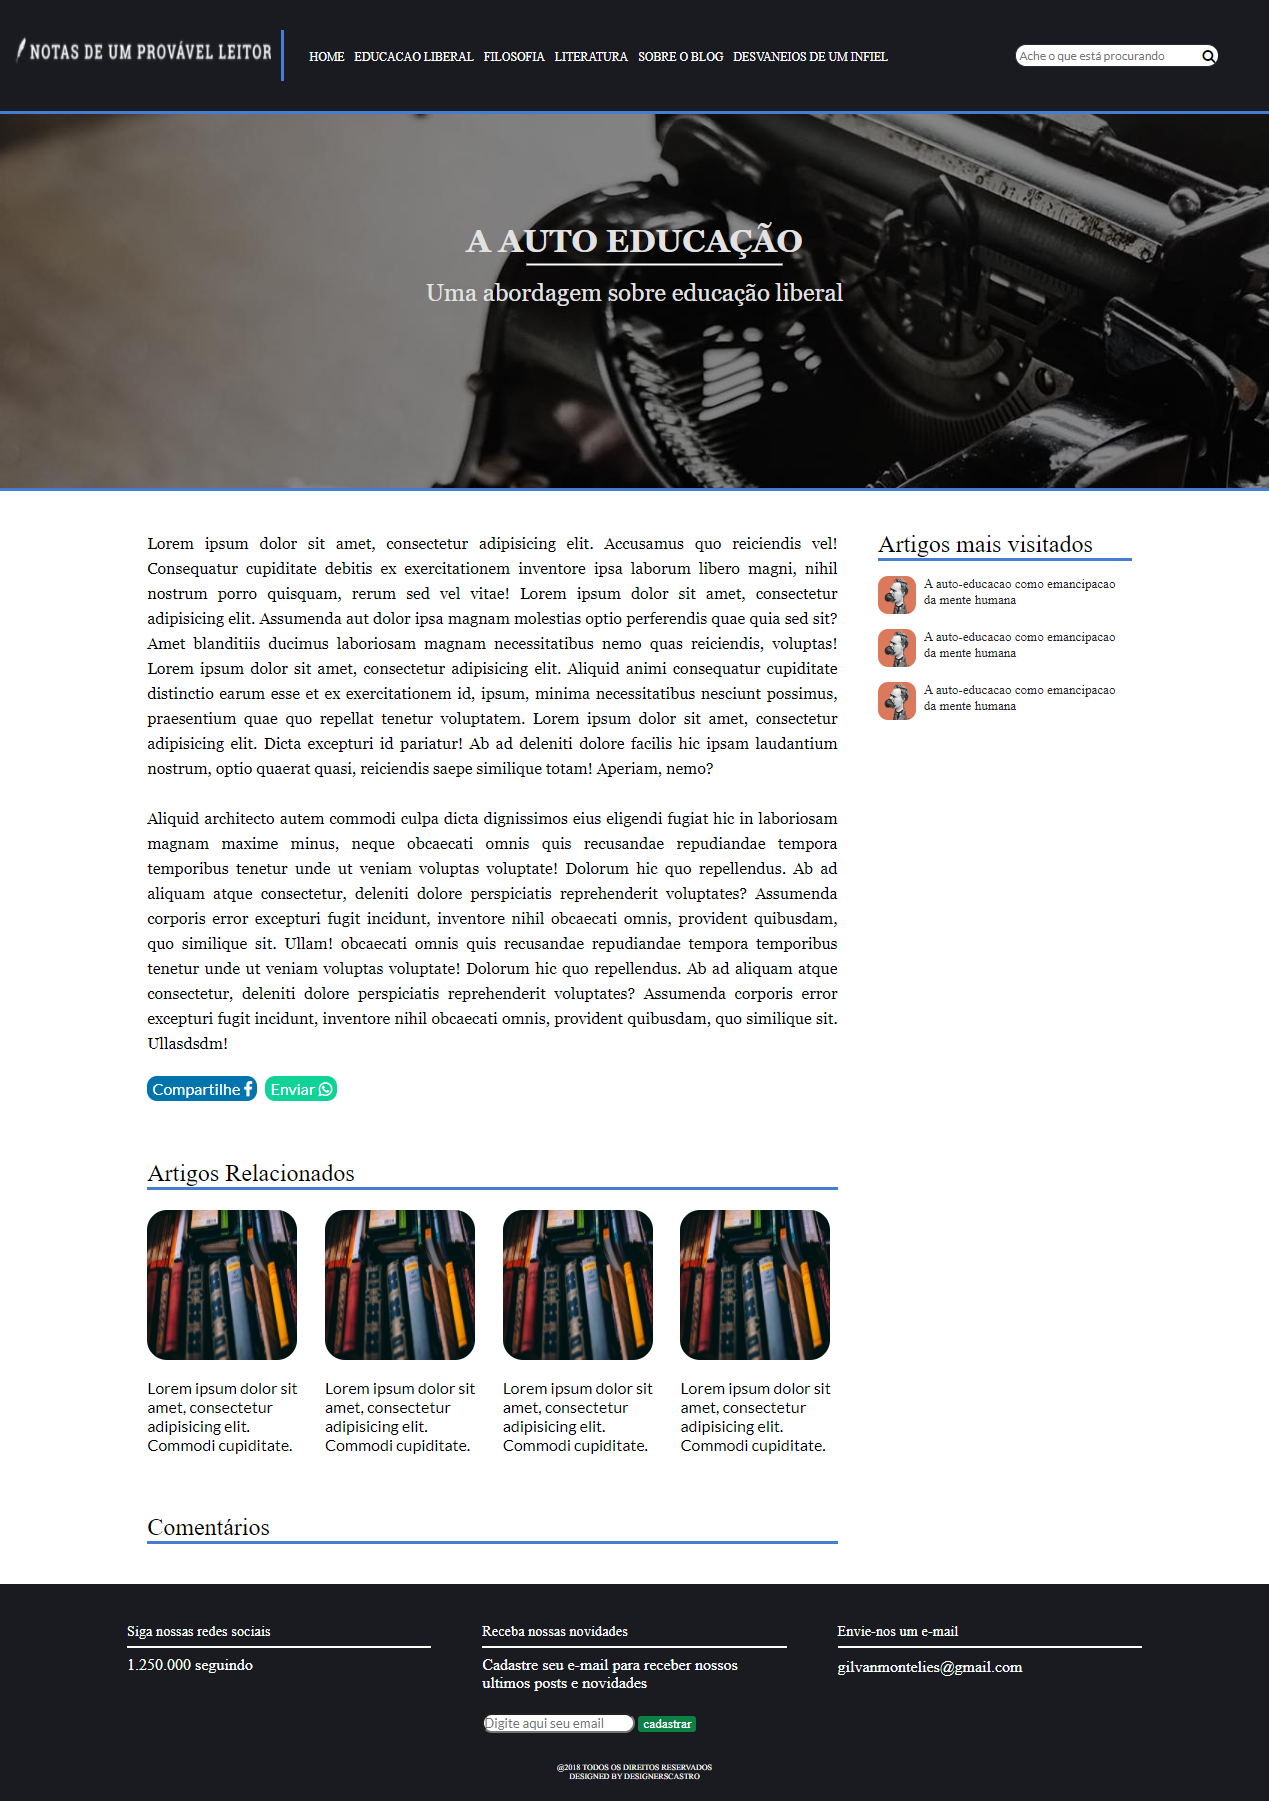 NOTAS DE UM PROVÁVEL LEITOR
HOME EDUCACAO LIBERAL FILOSOFIA LITERATURA SOBRE O BLOG DESVANEIOS DE UM INFIEL
Ache o que está procurando
A AUTO EDUCAÇÃO
Uma abordagem sobre educação liberal
Lorem ipsum dolor sit amet, consectetur adipisicing elit. Accusamus quo reiciendis vel!
Consequatur cupiditate debitis ex exercitationem inventore ipsa laborum libero magni, nihil
nostrum porro quisquam, rerum sed vel vitae! Lorem ipsum dolor sit amet, consectetur
adipisicing elit. Assumenda aut dolor ipsa magnam molestias optio perferendis quae quia sed sit?
Amet blanditiis ducimus laboriosam magnam necessitatibus nemo quas reiciendis, voluptas!
Lorem ipsum dolor sit amet, consectetur adipisicing elit. Aliquid animi consequatur cupiditate
distinctio earum esse et ex exercitationem id, ipsum, minima necessitatibus nesciunt possimus,
praesentium quae quo repellat tenetur voluptatem. Lorem ipsum dolor sit amet, consectetur
adipisicing elit. Dicta excepturi id pariatur! Ab ad deleniti dolore facilis hic ipsam laudantium
nostrum, optio quaerat quasi, reiciendis saepe similique totam! Aperiam, nemo?
Aliquid architecto autem commodi culpa dicta dignissimos eius eligendi fugiat hic in laboriosam
magnam maxime minus, neque obcaecati omnis quis recusandae repudiandae tempora
temporibus tenetur unde ut veniam voluptas voluptate! Dolorum hic quo repellendus. Ab ad
aliquam atque consectetur, deleniti dolore perspiciatis reprehenderit voluptates? Assumenda
corporis error excepturi fugit incidunt, inventore nihil obcaecati omnis, provident quibusdam,
quo similique sit. Ullam! obcaecati omnis quis recusandae repudiandae tempora temporibus
tenetur unde ut veniam voluptas voluptate! Dolorum hic quo repellendus. Ab ad aliquam atque
consectetur, deleniti dolore perspiciatis reprehenderit voluptates? Assumenda corporis error
excepturi fugit incidunt, inventore nihil obcaecati omnis, provident quibusdam, quo similique sit.
Ullasdsdm!
Compartilhe
Enviar
Artigos mais visitados
A auto-educacao como emancipacao
da mente humana
A auto-educacao como emancipacao
da mente humana
A auto-educacao como emancipacao
da mente humana
Artigos Relacionados
Lorem ipsum dolor sit
amet, consectetur
adipisicing elit.
Commodi cupiditate.
Lorem ipsum dolor sit
amet, consectetur
adipisicing elit.
Commodi cupiditate.
Lorem ipsum dolor sit
amet, consectetur
adipisicing elit.
Commodi cupiditate.
Lorem ipsum dolor sit
amet, consectetur
adipisicing elit.
Commodi cupiditate.
Comentários
Siga nossas redes sociais
1.250.000 seguindo
Receba nossas novidades
Cadastre seu e-mail para receber nossos
ultimos posts e novidades
Digite aqui seu email
cadastrar
Envie-nos um e-mail
gilvanmontelies@gmail.com
@2018 TODOS OS DIREITOS RESERVADOS
DESIGNED BY DESIGNERSCASTRO